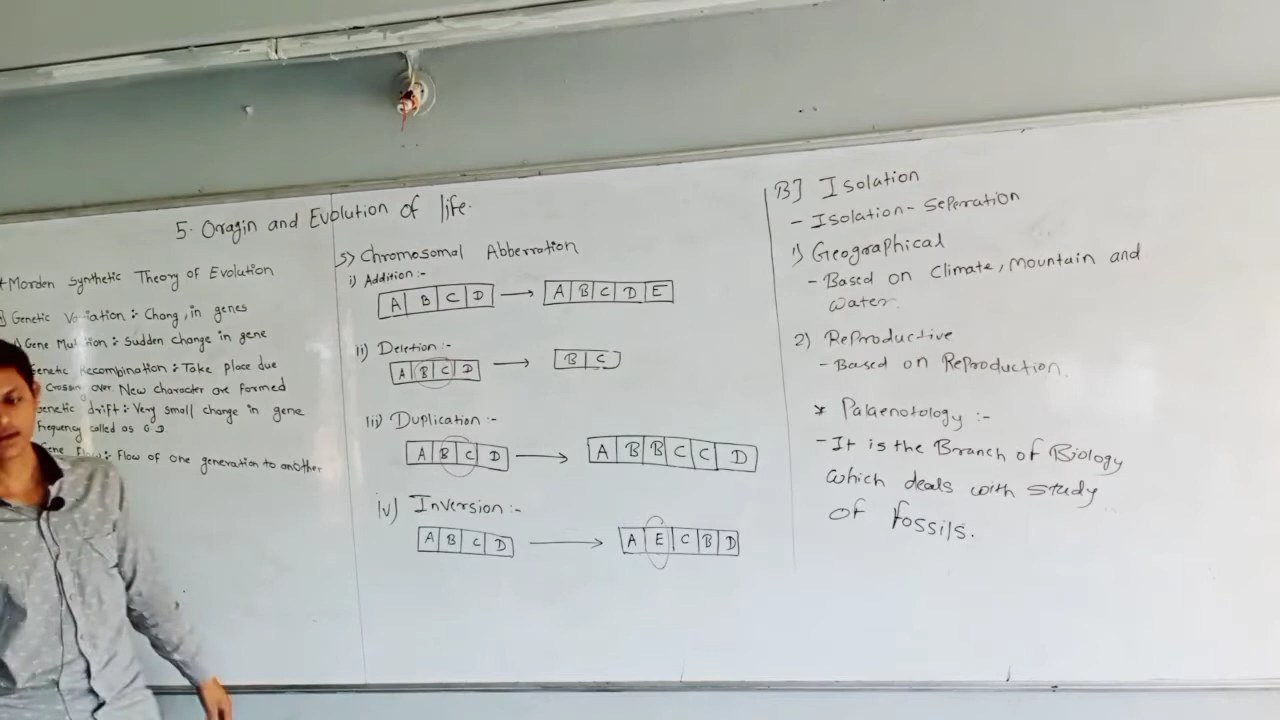 5. Oragin and Evolution of life.
*Morden Synthetic Theory of Evolution
Genetic Variation :- Chang, in genes
Gene Mutation :- Sudden change in gene
Genetic Recombination :- Take place due
Crossing over. New character are formed
Genetic drift :- Very small change in gene
frequency called as G.D
Gene Flow :- Flow of one generation to another
5) Chromosomal Abberration
i) Addition :-
A B C D → A B C D E
ii) Deletion :-
A B C D → B C
iii) Duplication :-
A B C D → A B B C C D
iv) Inversion :-
A B C D → A E C B D
B] Isolation
- Isolation - Seperation
1) Geographical
- Based on Climate, Mountain and
water.
2) Reproductive
- Based on Reproduction.
* Palaenotology :-
- It is the Branch of Biology
which deals with study
of fossils.